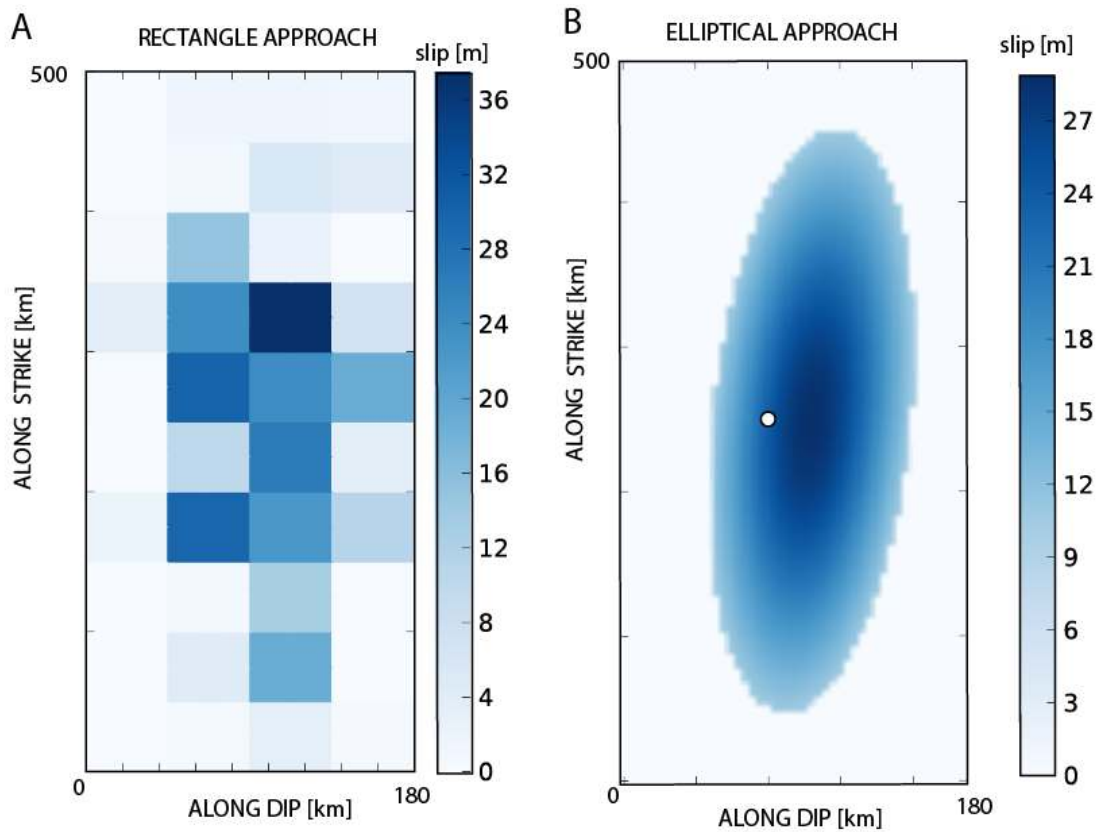 A
RECTANGLE APPROACH
slip [m]
500
36
32
28
24
20
16
12
8
4
0
ALONG STRIKE [km]
0
180
ALONG DIP [km]
B
ELLIPTICAL APPROACH
slip [m]
500
27
24
21
18
15
12
9
6
3
0
ALONG STRIKE [km]
0
180
ALONG DIP [km]